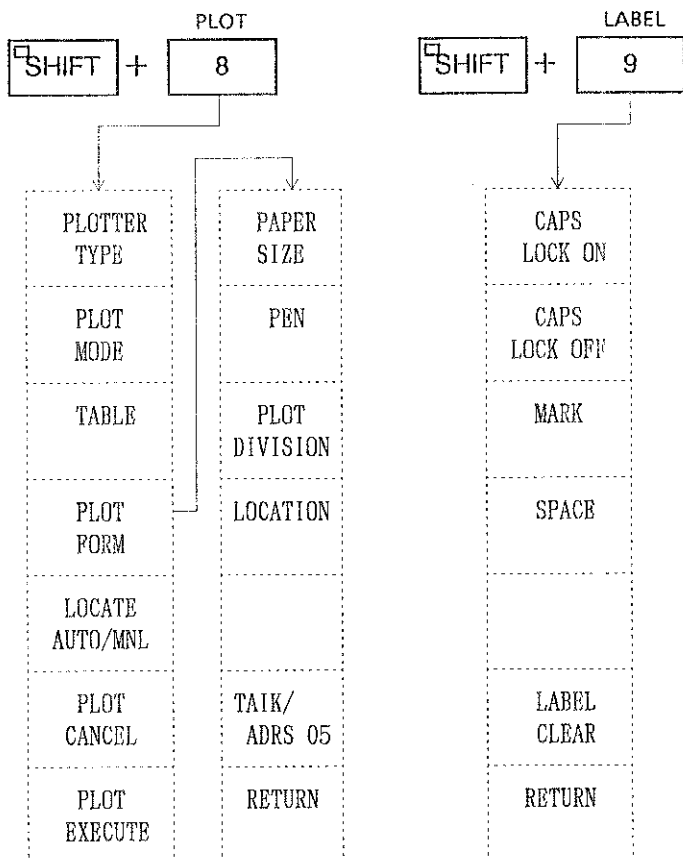 PLOT
SHIFT + 8
PLOTTER
TYPE
PLOT
MODE
TABLE
PLOT
FORM
LOCATE
AUTO/MNL
PLOT
CANCEL
PLOT
EXECUTE
PAPER
SIZE
PEN
PLOT
DIVISION
LOCATION
TAIK/
ADRS 05
RETURN
LABEL
SHIFT + 9
CAPS
LOCK ON
CAPS
LOCK OFF
MARK
SPACE
LABEL
CLEAR
RETURN